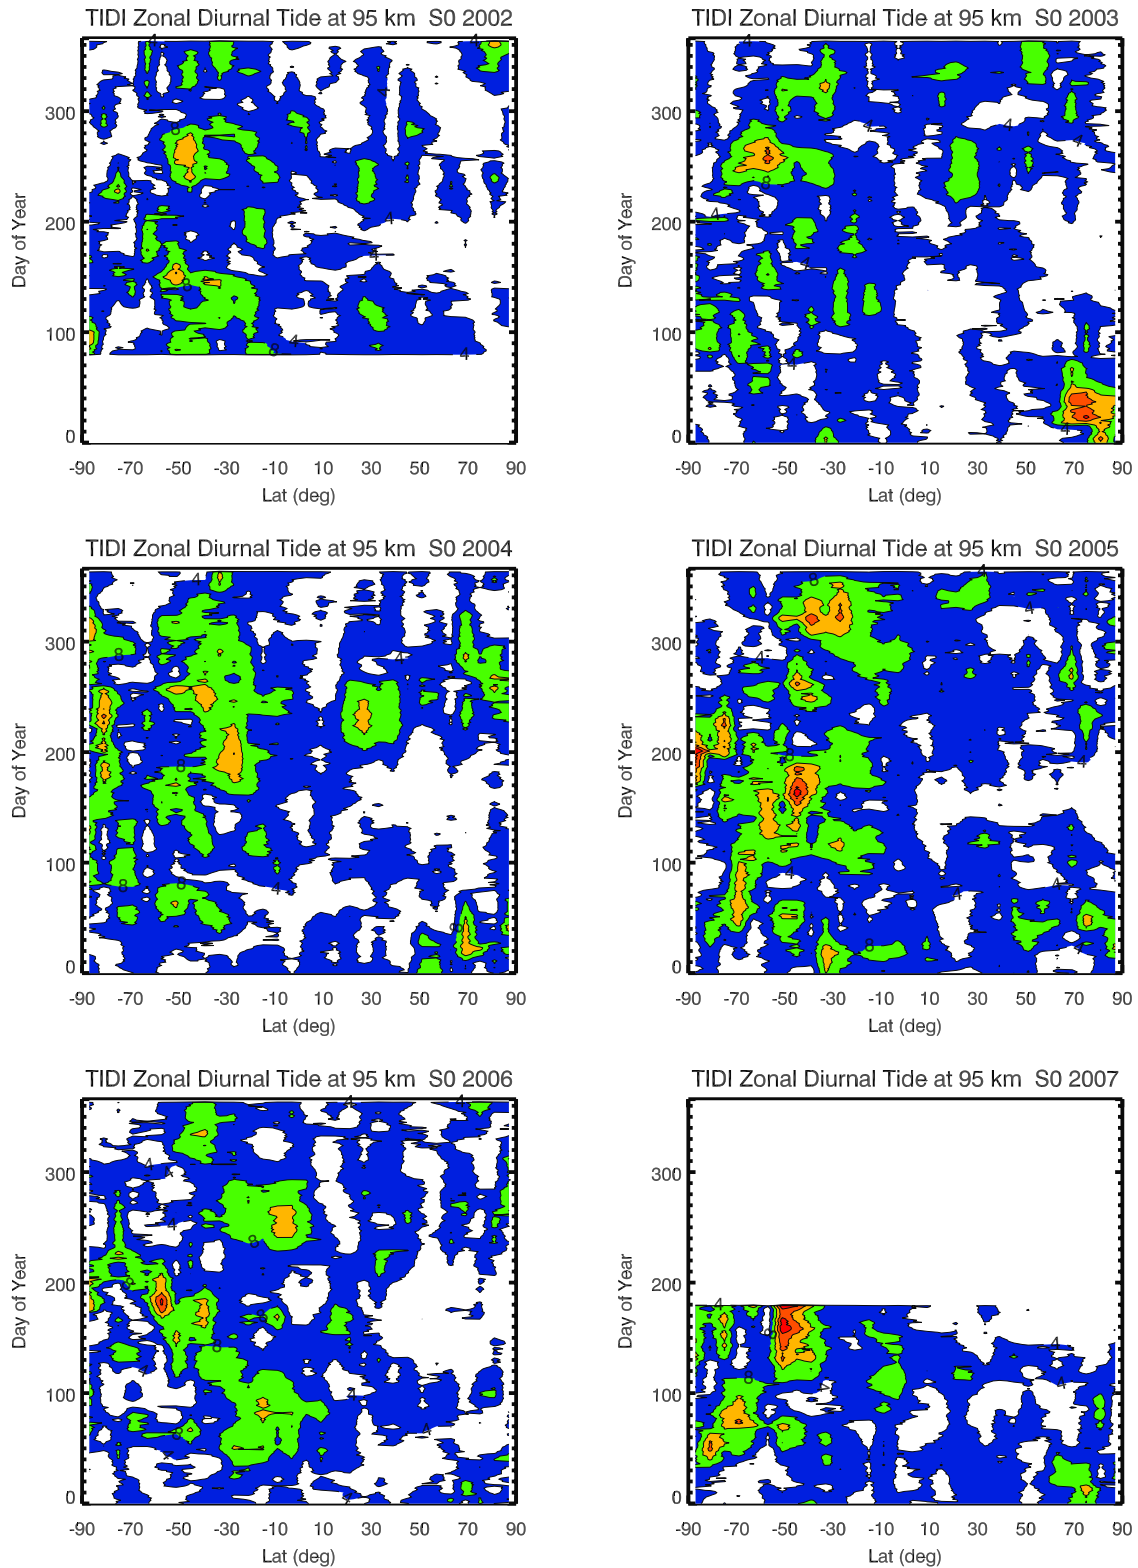 TIDI Zonal Diurnal Tide at 95 km S0 2002
Day of Year
300
200
100
0
-90 -70 -50 -30 -10 10 30 50 70 90
Lat (deg)
TIDI Zonal Diurnal Tide at 95 km S0 2003
Day of Year
300
200
100
0
-90 -70 -50 -30 -10 10 30 50 70 90
Lat (deg)
TIDI Zonal Diurnal Tide at 95 km S0 2004
Day of Year
300
200
100
0
-90 -70 -50 -30 -10 10 30 50 70 90
Lat (deg)
TIDI Zonal Diurnal Tide at 95 km S0 2005
Day of Year
300
200
100
0
-90 -70 -50 -30 -10 10 30 50 70 90
Lat (deg)
TIDI Zonal Diurnal Tide at 95 km S0 2006
Day of Year
300
200
100
0
-90 -70 -50 -30 -10 10 30 50 70 90
Lat (deg)
TIDI Zonal Diurnal Tide at 95 km S0 2007
Day of Year
300
200
100
0
-90 -70 -50 -30 -10 10 30 50 70 90
Lat (deg)